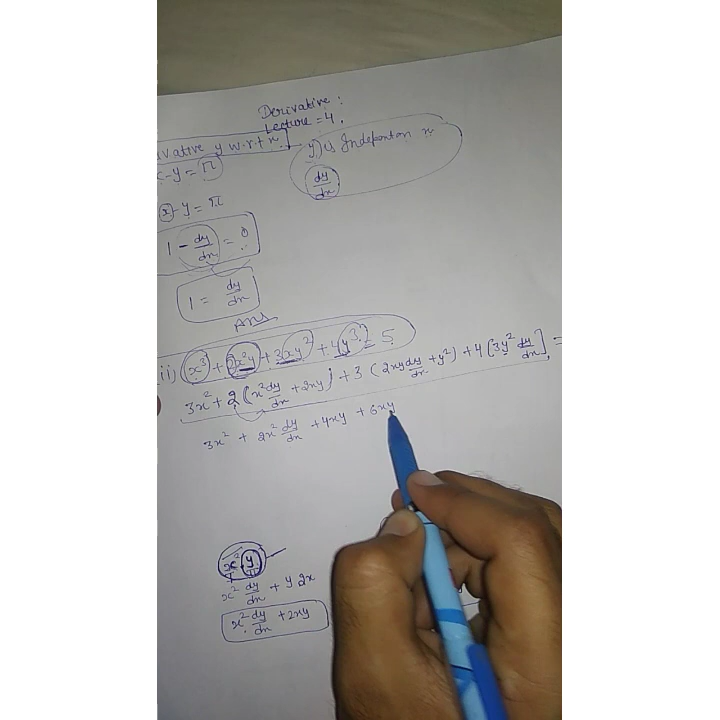 Derivative :
Lecture = 4 .
ivative y w.r.t x.
y) is Indepenton x
x - y = π
dy/dx
x - y = π
1 - dy/dx = 0
1 = dy/dx
Ans
(ii) x³ + 2x²y + 3xy² + 4y³ = 5
3x² + 2(x² dy/dx + 2xy) + 3(2xy dy/dx + y²) + 4(3y² dy/dx] =
3x² + 2x² dy/dx + 4xy + 6xy
x² y
x² dy/dx + y 2x
x² dy/dx + 2xy